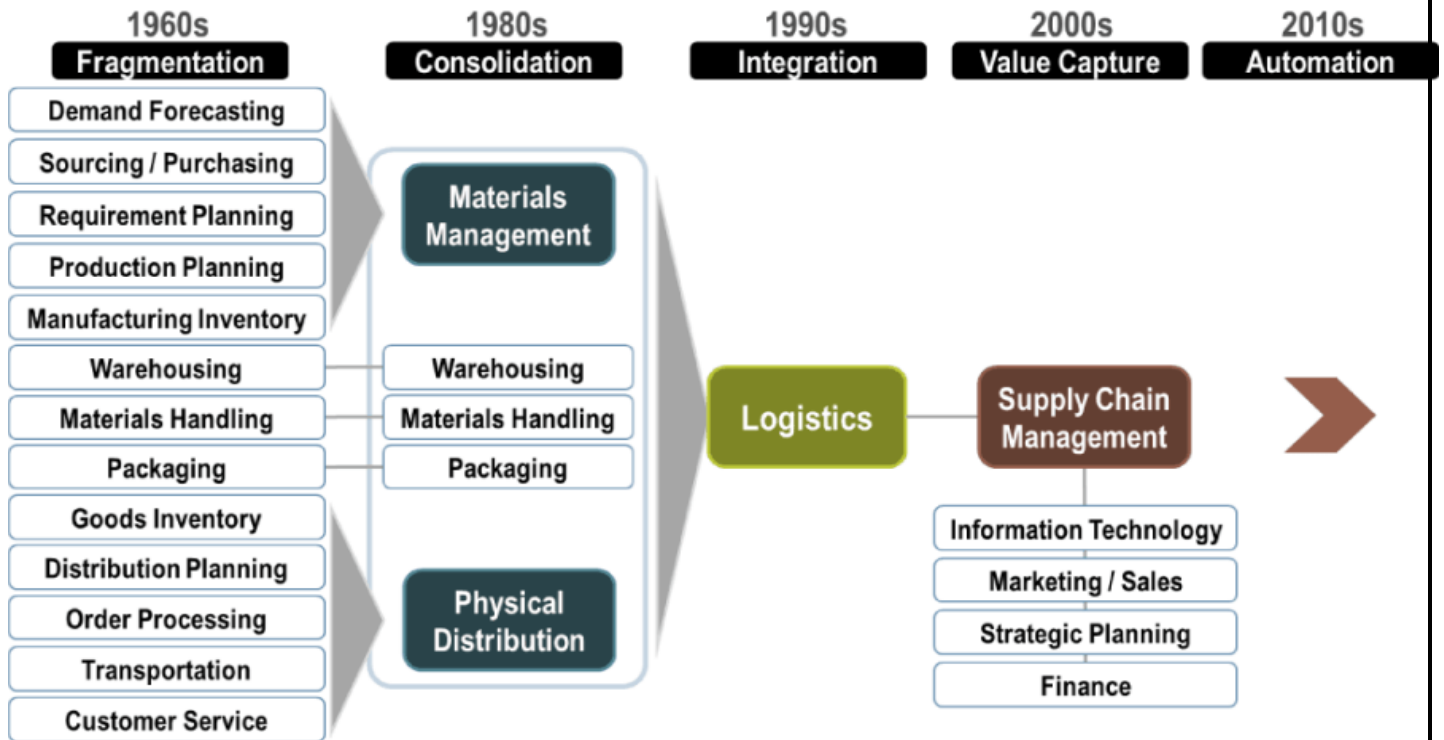 1960s
Fragmentation
Demand Forecasting
Sourcing / Purchasing
Requirement Planning
Production Planning
Manufacturing Inventory
Warehousing
Materials Handling
Packaging
Goods Inventory
Distribution Planning
Order Processing
Transportation
Customer Service
1980s
Consolidation
Materials
Management
Warehousing
Materials Handling
Packaging
Physical
Distribution
1990s
Integration
Logistics
2000s
Value Capture
Supply Chain
Management
Information Technology
Marketing / Sales
Strategic Planning
Finance
2010s
Automation